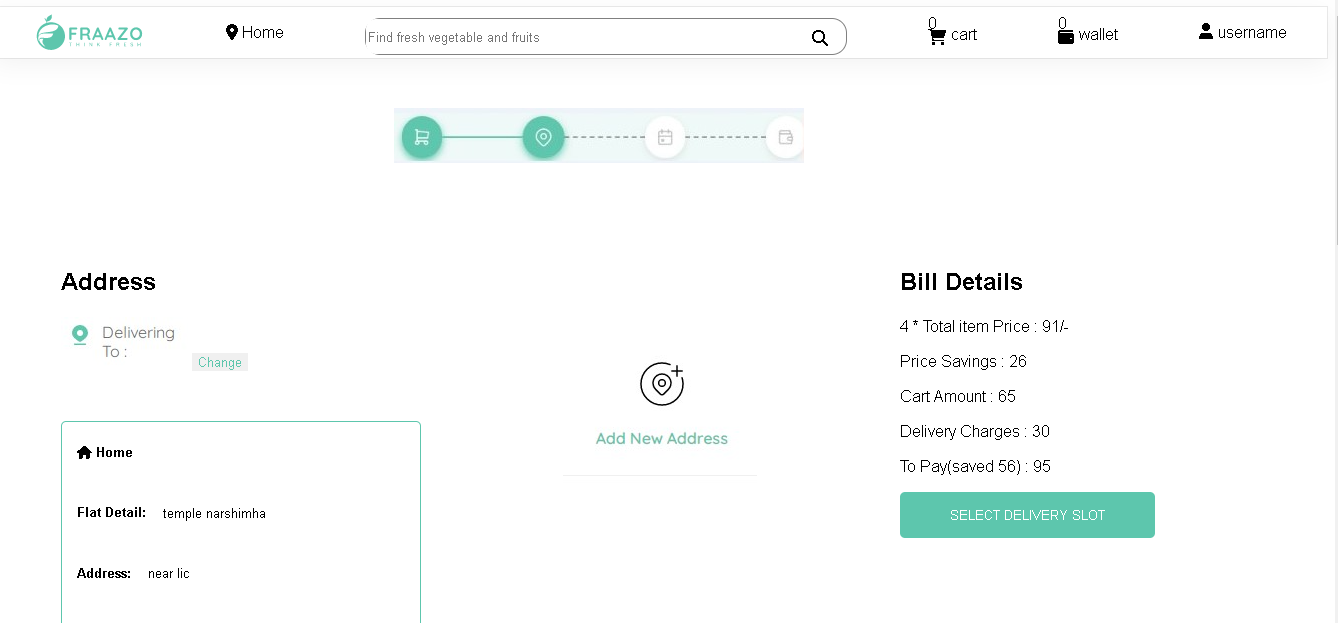 FRAAZO
THINK FRESH
Home
Find fresh vegetable and fruits
0
cart
0
wallet
username
Address
Delivering
To :
Change
Home
Flat Detail: temple narshimha
Address: near lic
Add New Address
Bill Details
4 * Total item Price : 91/-
Price Savings : 26
Cart Amount : 65
Delivery Charges : 30
To Pay(saved 56) : 95
SELECT DELIVERY SLOT